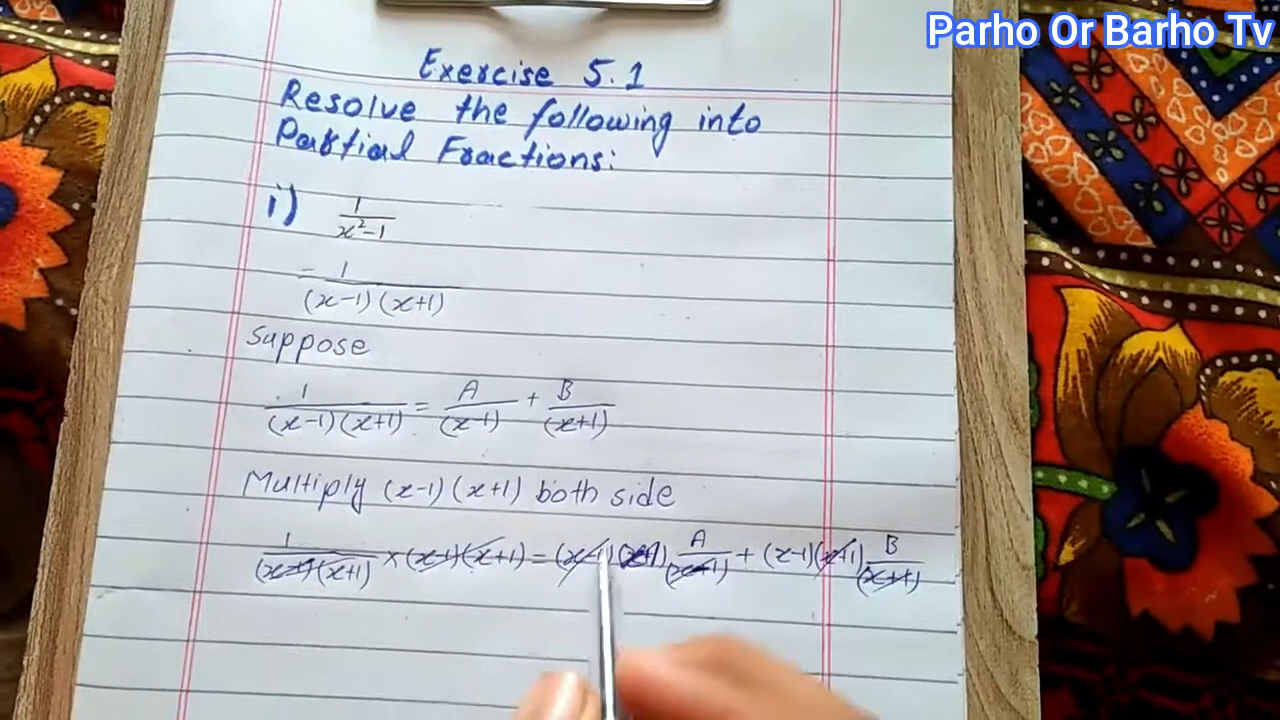 Parho Or Barho Tv
Exercise 5.1
Resolve the following into
Partial Fractions:
i) 1/(x²-1)
= 1/((x-1)(x+1))
Suppose
1/((x-1)(x+1)) = A/(x-1) + B/(x+1)
Multiply (x-1)(x+1) both side
1/((x-1)(x+1)) × (x-1)(x+1) = (x-1)(x+1) A/(x-1) + (x-1)(x+1) B/(x+1)